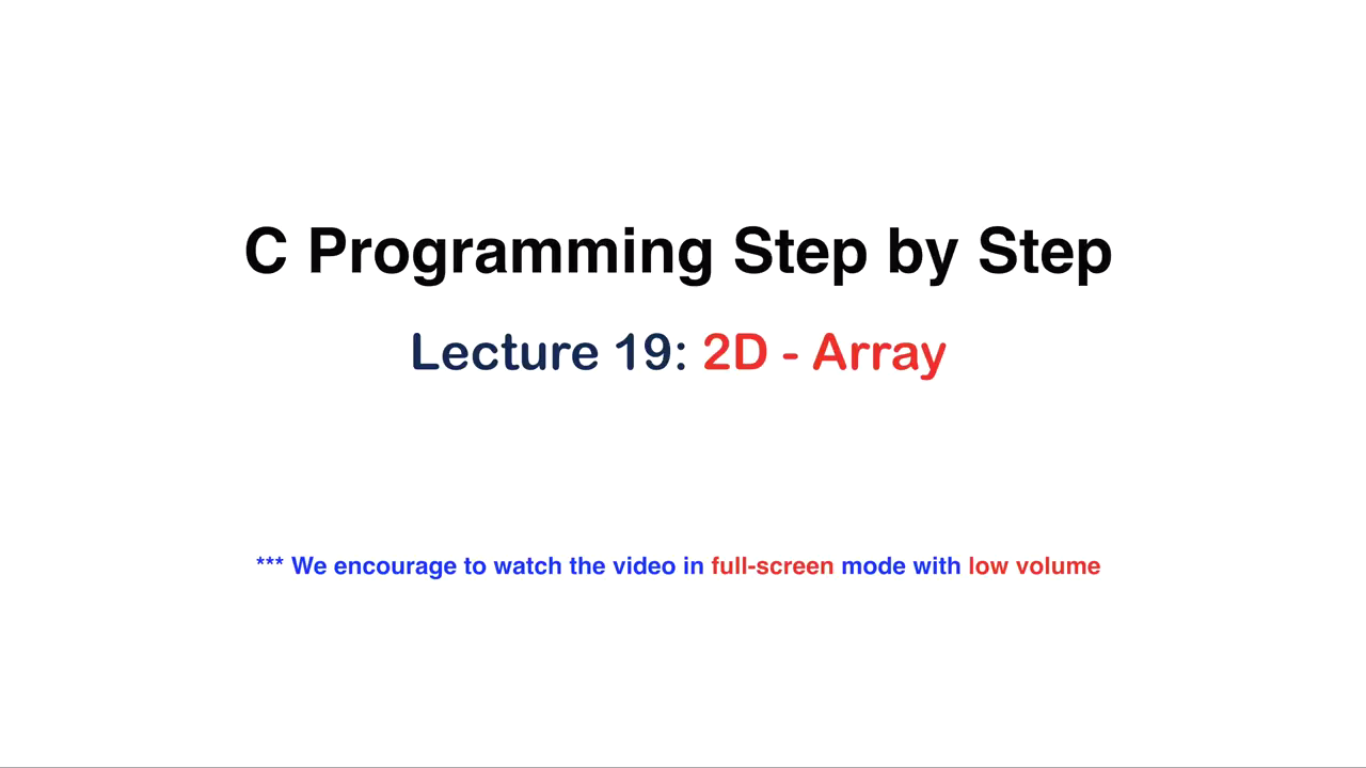 C Programming Step by Step
Lecture 19: 2D - Array
*** We encourage to watch the video in full-screen mode with low volume